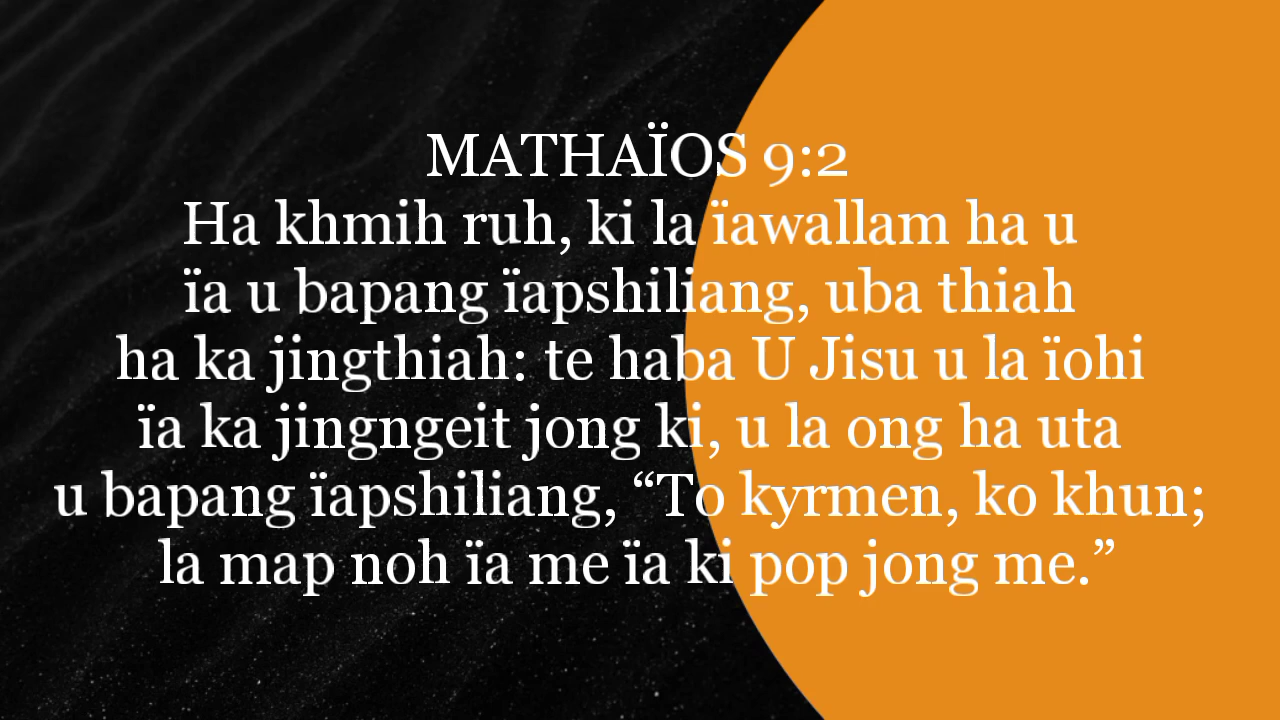 MATHAÏOS 9:2
Ha khmih ruh, ki la ïawallam ha u
ïa u bapang ïapshiliang, uba thiah
ha ka jingthiah: te haba U Jisu u la ïohi
ïa ka jingngeit jong ki, u la ong ha uta
u bapang ïapshiliang, “To kyrmen, ko khun;
la map noh ïa me ïa ki pop jong me.”